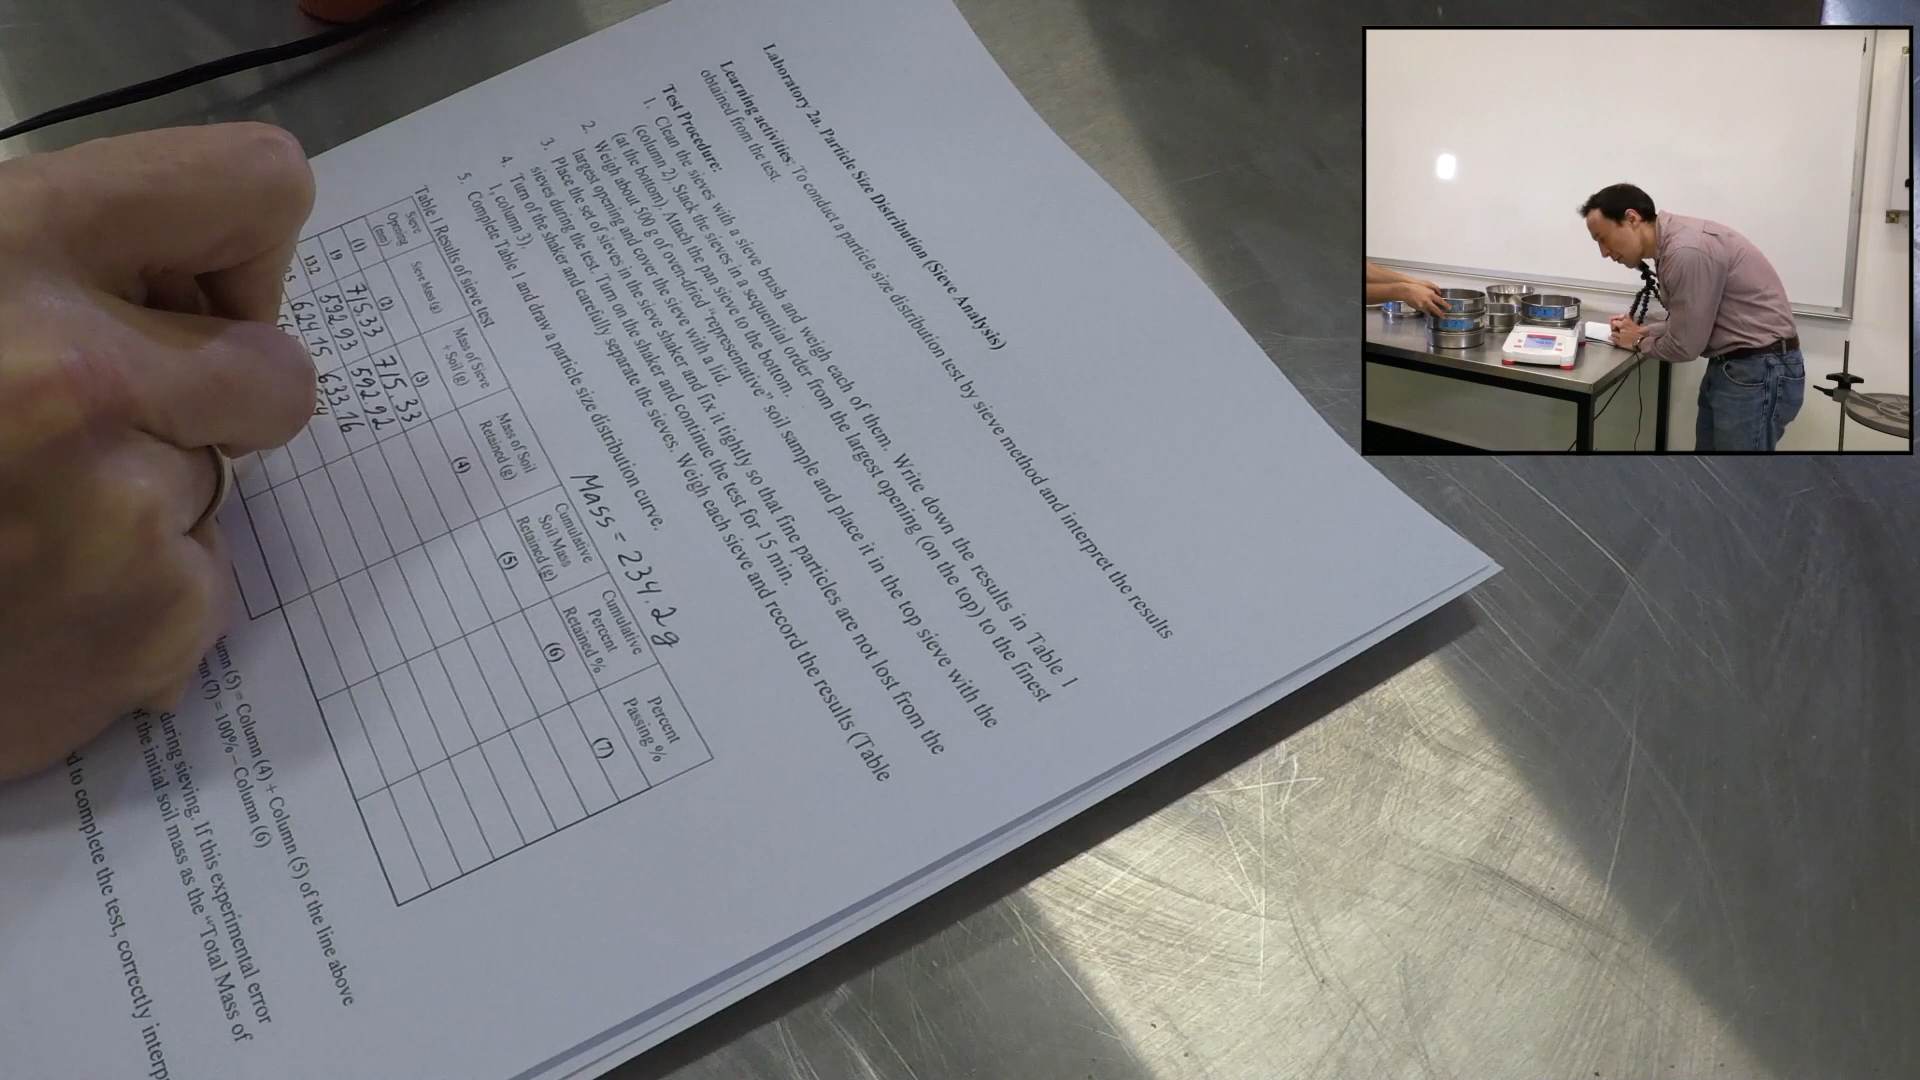 Laboratory 2a. Particle Size Distribution (Sieve Analysis)
Learning activities: To conduct a particle size distribution test by sieve method and interpret the results
obtained from the test.
Test Procedure:
1. Clean the sieves with a sieve brush and weigh each of them. Write down the results in Table 1
(column 2). Stack the sieves in a sequential order from the largest opening (on the top) to the finest
(at the bottom). Attach the pan sieve to the bottom.
2. Weigh about 500 g of oven-dried "representative" soil sample and place it in the top sieve with the
largest opening and cover the sieve with a lid.
3. Place the set of sieves in the sieve shaker and fix it tightly so that fine particles are not lost from the
sieves during the test. Turn on the shaker and continue the test for 15 min.
4. Turn of the shaker and carefully separate the sieves. Weigh each sieve and record the results (Table
1, column 3).
5. Complete Table 1 and draw a particle size distribution curve.
Mass = 234.2 g
Table 1 Results of sieve test
Sieve Opening (mm) Sieve Mass (g) Mass of Sieve + Soil (g) Mass of Soil Retained (g) Cumulative Soil Mass Retained (g) Cumulative Percent Retained % Percent Passing %
(1) (2) (3) (4) (5) (6) (7)
19 715.33 715.33
13.2 592.93 592.92
624.15 633.16
Column (4) + Column (5) of the line above
= 100% – Column (6)
during sieving. If this experimental error
the initial soil mass as the "Total Mass of
to complete the test, correctly